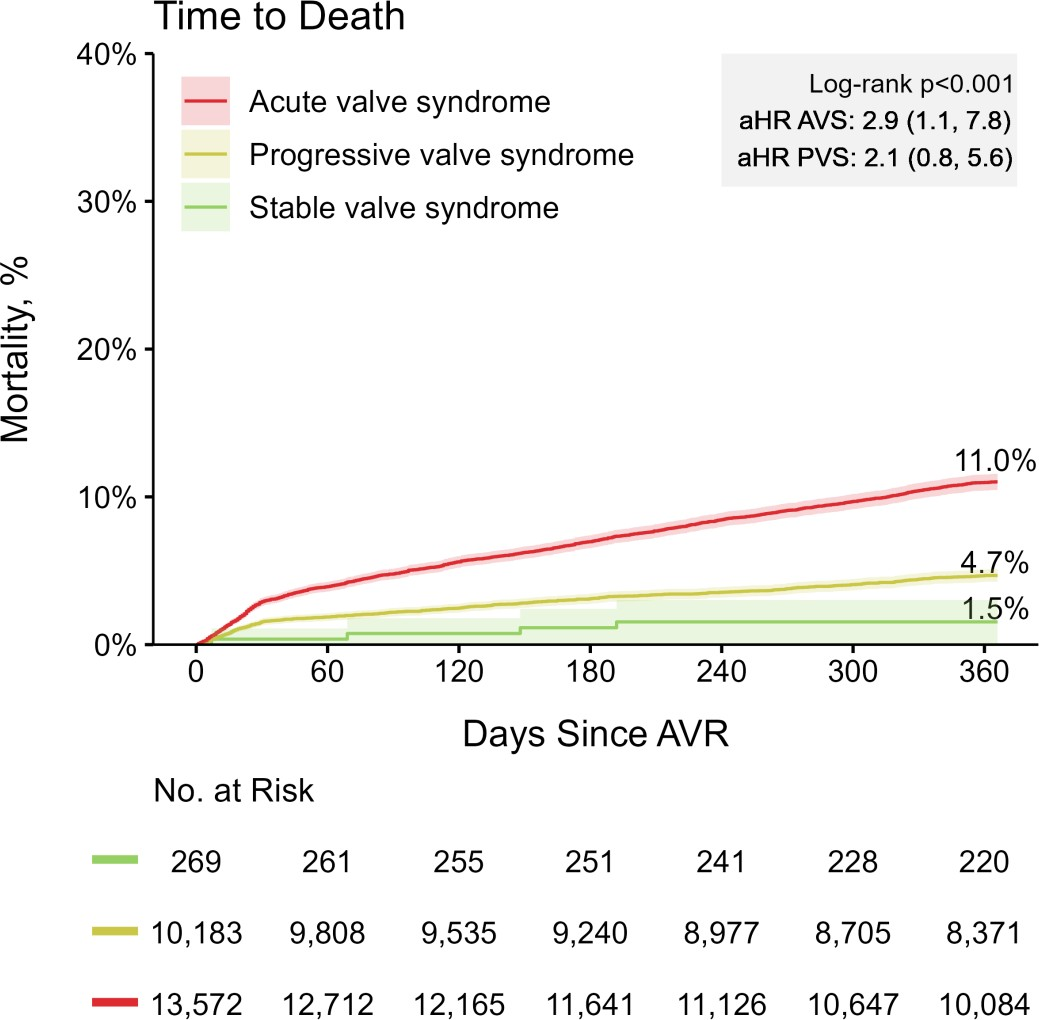 Time to Death
40%
30%
20%
10%
0%
Mortality, %
Acute valve syndrome
Progressive valve syndrome
Stable valve syndrome
Log-rank p<0.001
aHR AVS: 2.9 (1.1, 7.8)
aHR PVS: 2.1 (0.8, 5.6)
11.0%
4.7%
1.5%
0 60 120 180 240 300 360
Days Since AVR
No. at Risk
269 261 255 251 241 228 220
10,183 9,808 9,535 9,240 8,977 8,705 8,371
13,572 12,712 12,165 11,641 11,126 10,647 10,084